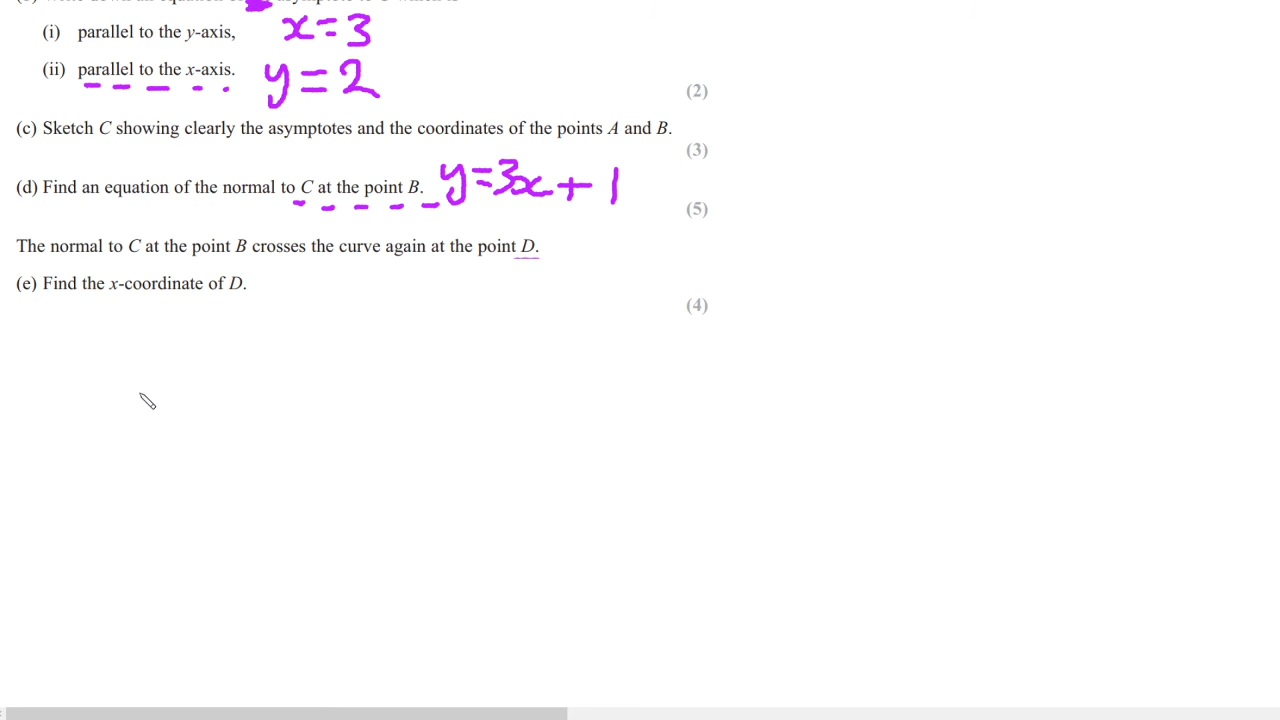 (i) parallel to the y-axis, x=3
(ii) parallel to the x-axis. y=2
(2)
(c) Sketch C showing clearly the asymptotes and the coordinates of the points A and B.
(3)
(d) Find an equation of the normal to C at the point B. y=3x+1
(5)
The normal to C at the point B crosses the curve again at the point D.
(e) Find the x-coordinate of D.
(4)